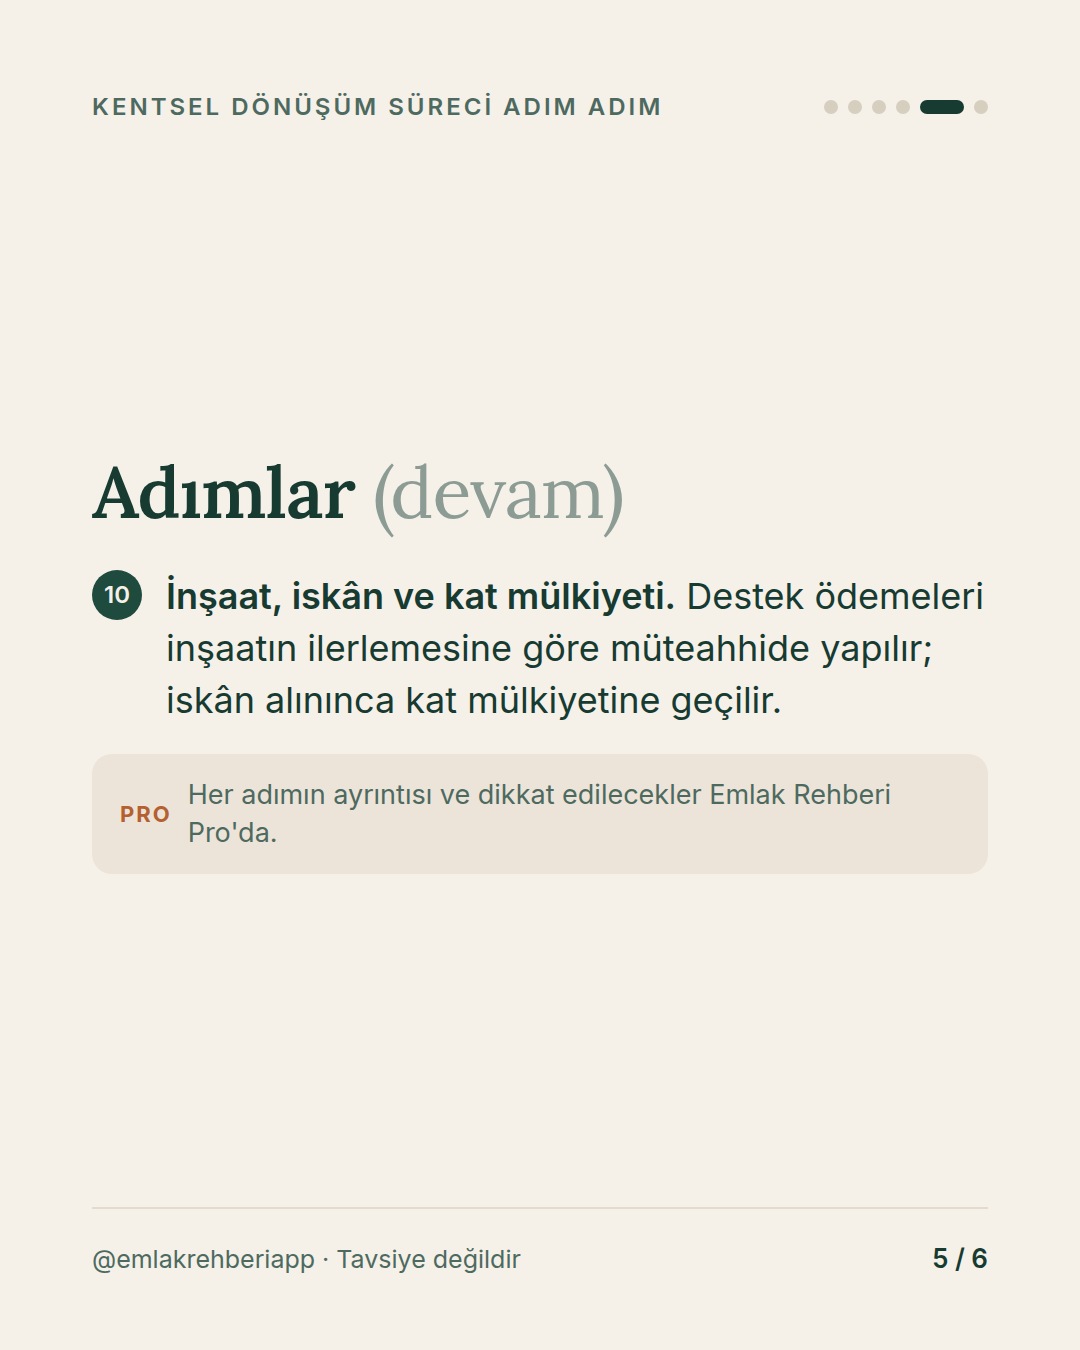 KENTSEL DÖNÜŞÜM SÜRECİ ADIM ADIM
Adımlar (devam)
10 İnşaat, iskân ve kat mülkiyeti. Destek ödemeleri
inşaatın ilerlemesine göre müteahhide yapılır;
iskân alınınca kat mülkiyetine geçilir.
PRO Her adımın ayrıntısı ve dikkat edilecekler Emlak Rehberi
Pro'da.
@emlakrehberiapp · Tavsiye değildir
5 / 6